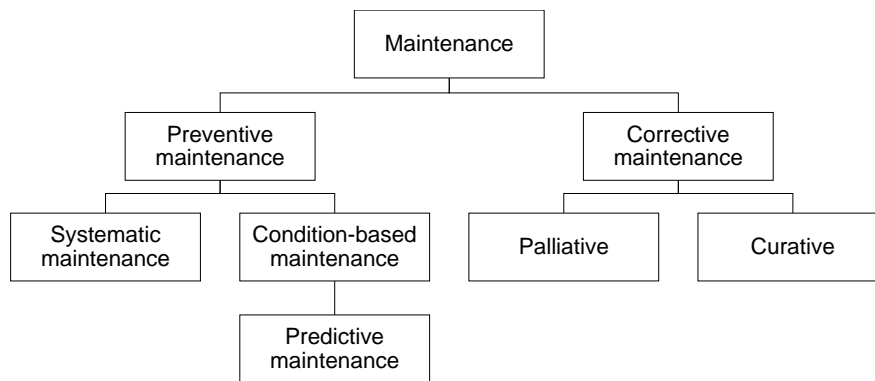 Maintenance
Preventive
maintenance
Corrective
maintenance
Systematic
maintenance
Condition-based
maintenance
Palliative
Curative
Predictive
maintenance